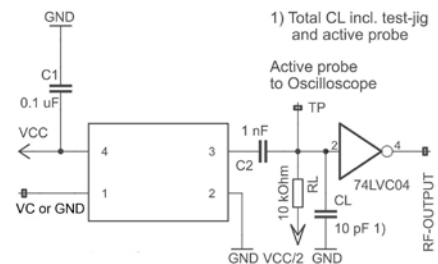 GND
1) Total CL incl. test-jig
and active probe
Active probe
to Oscilloscope
C1
0.1 uF
TP
VCC
1 nF
4
3
C2
2
4
74LVC04
10 kOhm
RL
CL
VC or GND
1
2
10 pF 1)
GND
VCC/2
GND
RF-OUTPUT